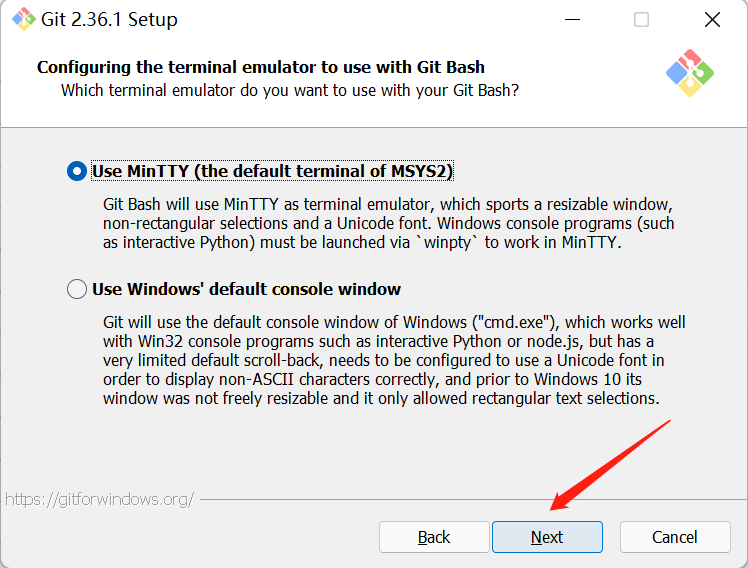 Git 2.36.1 Setup
Configuring the terminal emulator to use with Git Bash
Which terminal emulator do you want to use with your Git Bash?
Use MinTTY (the default terminal of MSYS2)
Git Bash will use MinTTY as terminal emulator, which sports a resizable window,
non-rectangular selections and a Unicode font. Windows console programs (such
as interactive Python) must be launched via `winpty` to work in MinTTY.
Use Windows' default console window
Git will use the default console window of Windows ("cmd.exe"), which works well
with Win32 console programs such as interactive Python or node.js, but has a
very limited default scroll-back, needs to be configured to use a Unicode font in
order to display non-ASCII characters correctly, and prior to Windows 10 its
window was not freely resizable and it only allowed rectangular text selections.
https://gitforwindows.org/
Back
Next
Cancel